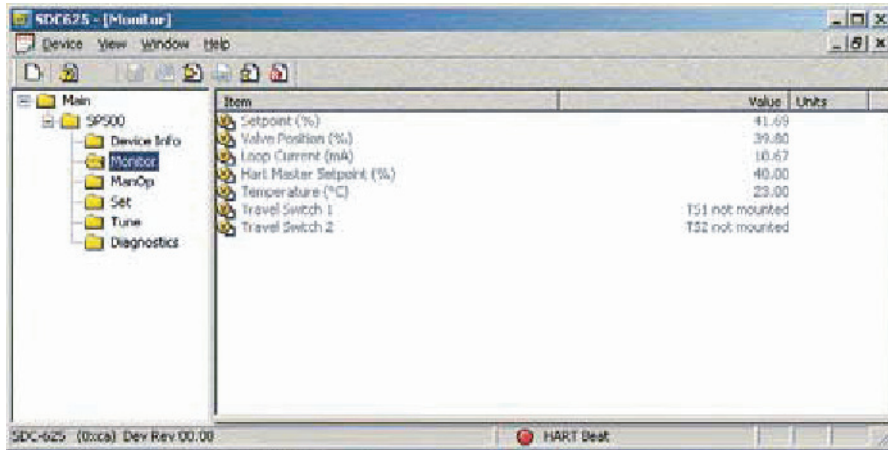 SDC625 - [Monitor]
Device View Window Help
Main
SP500
Device Info
Monitor
ManOp
Set
Tune
Diagnostics
Item Value Units
Setpoint (%) 41.69
Valve Position (%) 39.80
Loop Current (mA) 10.67
Hart Master Setpoint (%) 40.00
Temperature (°C) 23.00
Travel Switch 1 TS1 not mounted
Travel Switch 2 TS2 not mounted
SDC-625 (0xca) Dev Rev 00.00 HART Beat